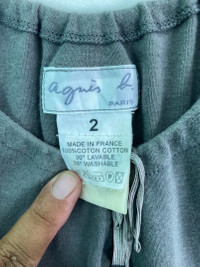 agnès b.
PARIS
2
MADE IN FRANCE
100%COTON COTTON
30° LAVABLE
30° WASHABLE